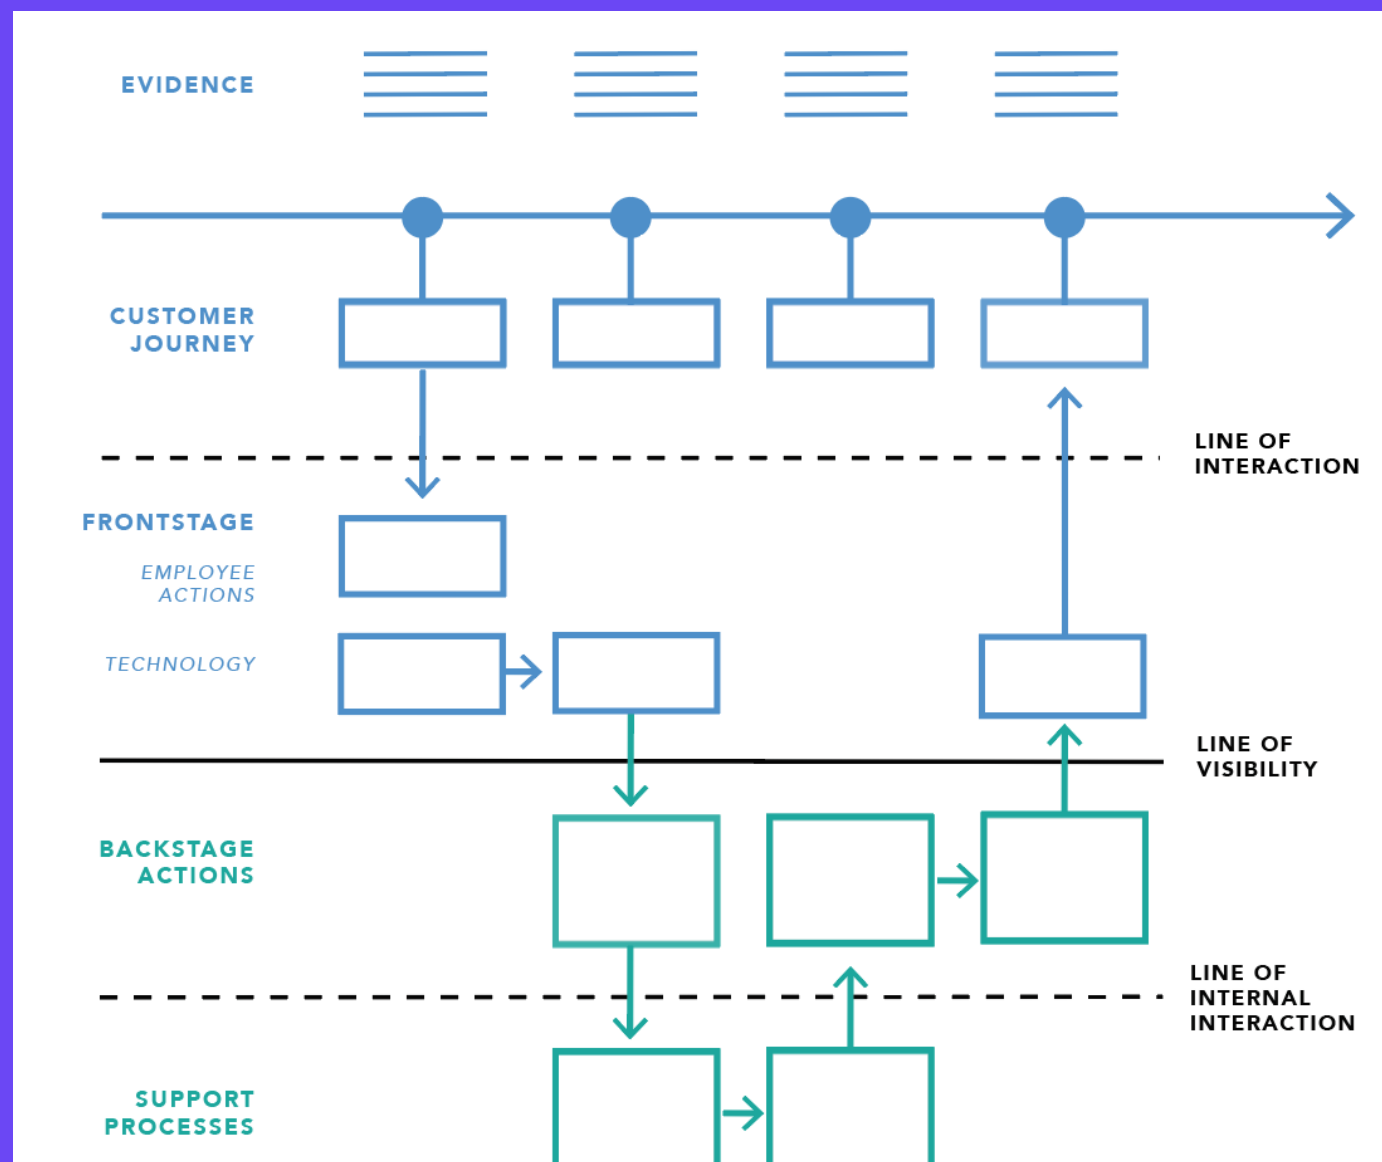 EVIDENCE
CUSTOMER
JOURNEY
LINE OF
INTERACTION
FRONTSTAGE
EMPLOYEE
ACTIONS
TECHNOLOGY
LINE OF
VISIBILITY
BACKSTAGE
ACTIONS
LINE OF
INTERNAL
INTERACTION
SUPPORT
PROCESSES